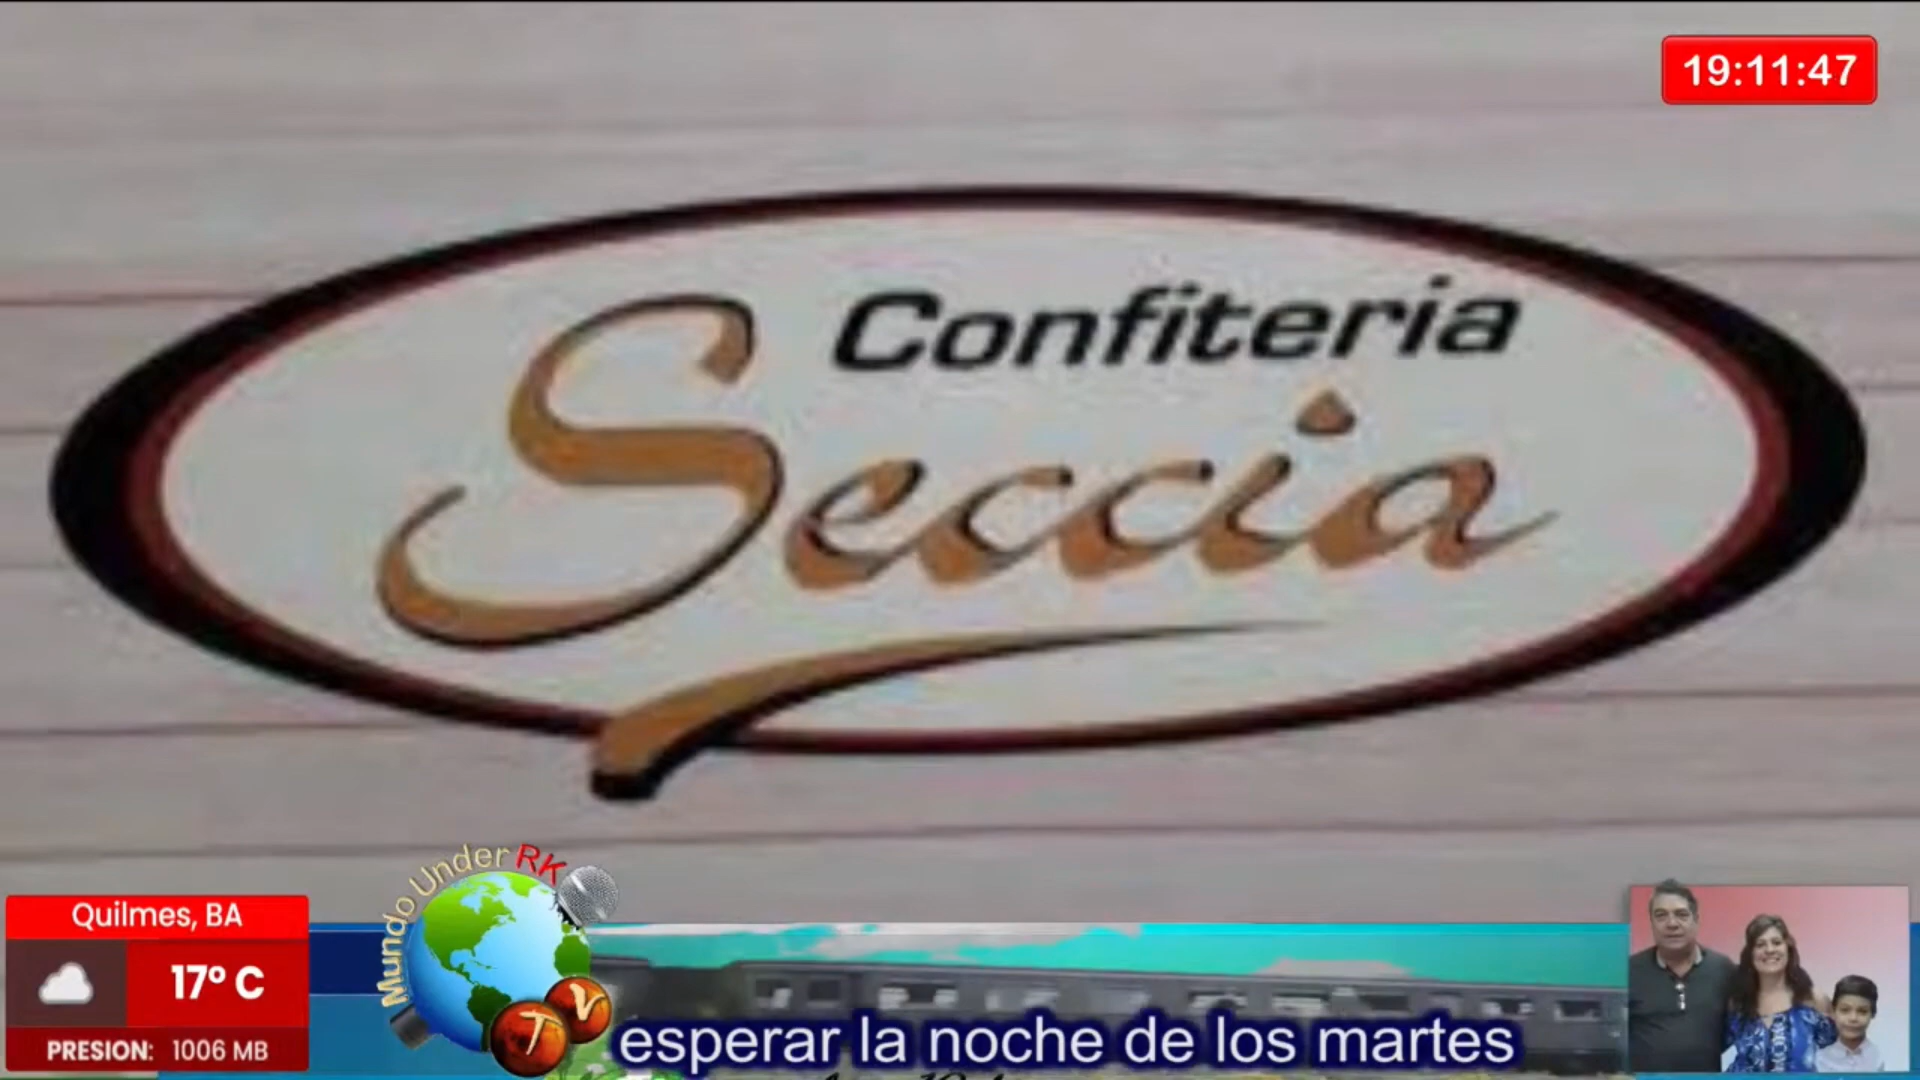 19:11:47
Confiteria
Seccia
Mundo Under RK
TV
Quilmes, BA
17º C
PRESION: 1006 MB
esperar la noche de los martes